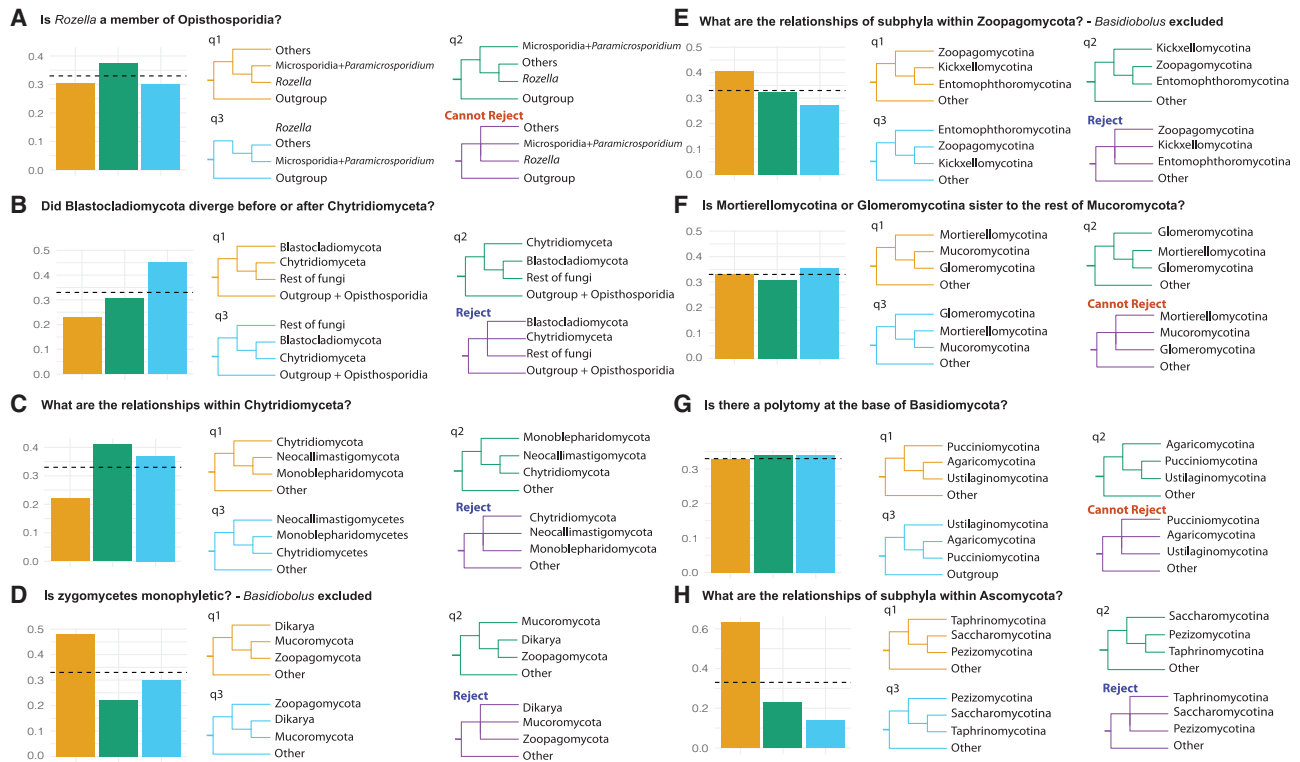 A Is Rozella a member of Opisthosporidia?
0.4
0.3
0.2
0.1
0.0
q1
Others
Microsporidia+Paramicrosporidium
Rozella
Outgroup
q2
Microsporidia+Paramicrosporidium
Others
Rozella
Outgroup
q3
Rozella
Others
Microsporidia+Paramicrosporidium
Outgroup
Cannot Reject
Others
Microsporidia+Paramicrosporidium
Rozella
Outgroup
B Did Blastocladiomycota diverge before or after Chytridiomyceta?
0.5
0.4
0.3
0.2
0.1
0.0
q1
Blastocladiomycota
Chytridiomyceta
Rest of fungi
Outgroup + Opisthosporidia
q2
Chytridiomyceta
Blastocladiomycota
Rest of fungi
Outgroup + Opisthosporidia
q3
Rest of fungi
Blastocladiomycota
Chytridiomyceta
Outgroup + Opisthosporidia
Reject
Blastocladiomycota
Chytridiomyceta
Rest of fungi
Outgroup + Opisthosporidia
C What are the relationships within Chytridiomyceta?
0.4
0.3
0.2
0.1
0.0
q1
Chytridiomycota
Neocallimastigomycota
Monoblepharidomycota
Other
q2
Monoblepharidomycota
Neocallimastigomycota
Chytridiomycota
Other
q3
Neocallimastigomycetes
Monoblepharidomycetes
Chytridiomycetes
Other
Reject
Chytridiomycota
Neocallimastigomycota
Monoblepharidomycota
Other
D Is zygomycetes monophyletic? - Basidiobolus excluded
0.5
0.4
0.3
0.2
0.1
0.0
q1
Dikarya
Mucoromycota
Zoopagomycota
Other
q2
Mucoromycota
Dikarya
Zoopagomycota
Other
q3
Zoopagomycota
Dikarya
Mucoromycota
Other
Reject
Dikarya
Mucoromycota
Zoopagomycota
Other
E What are the relationships of subphyla within Zoopagomycota? - Basidiobolus excluded
0.5
0.4
0.3
0.2
0.1
0.0
q1
Zoopagomycotina
Kickxellomycotina
Entomophthoromycotina
Other
q2
Kickxellomycotina
Zoopagomycotina
Entomophthoromycotina
Other
q3
Entomophthoromycotina
Zoopagomycotina
Kickxellomycotina
Other
Reject
Zoopagomycotina
Kickxellomycotina
Entomophthoromycotina
Other
F Is Mortierellomycotina or Glomeromycotina sister to the rest of Mucoromycota?
0.5
0.4
0.3
0.2
0.1
0.0
q1
Mortierellomycotina
Mucoromycotina
Glomeromycotina
Other
q2
Glomeromycotina
Mortierellomycotina
Glomeromycotina
Other
q3
Glomeromycotina
Mortierellomycotina
Mucoromycotina
Other
Cannot Reject
Mortierellomycotina
Mucoromycotina
Glomeromycotina
Other
G Is there a polytomy at the base of Basidiomycota?
0.3
0.2
0.1
0.0
q1
Pucciniomycotina
Agaricomycotina
Ustilaginomycotina
Other
q2
Agaricomycotina
Pucciniomycotina
Ustilaginomycotina
Other
q3
Ustilaginomycotina
Agaricomycotina
Pucciniomycotina
Outgroup
Cannot Reject
Pucciniomycotina
Agaricomycotina
Ustilaginomycotina
Other
H What are the relationships of subphyla within Ascomycota?
0.6
0.4
0.2
0.0
q1
Taphrinomycotina
Saccharomycotina
Pezizomycotina
Other
q2
Saccharomycotina
Pezizomycotina
Taphrinomycotina
Other
q3
Pezizomycotina
Saccharomycotina
Taphrinomycotina
Other
Reject
Taphrinomycotina
Saccharomycotina
Pezizomycotina
Other